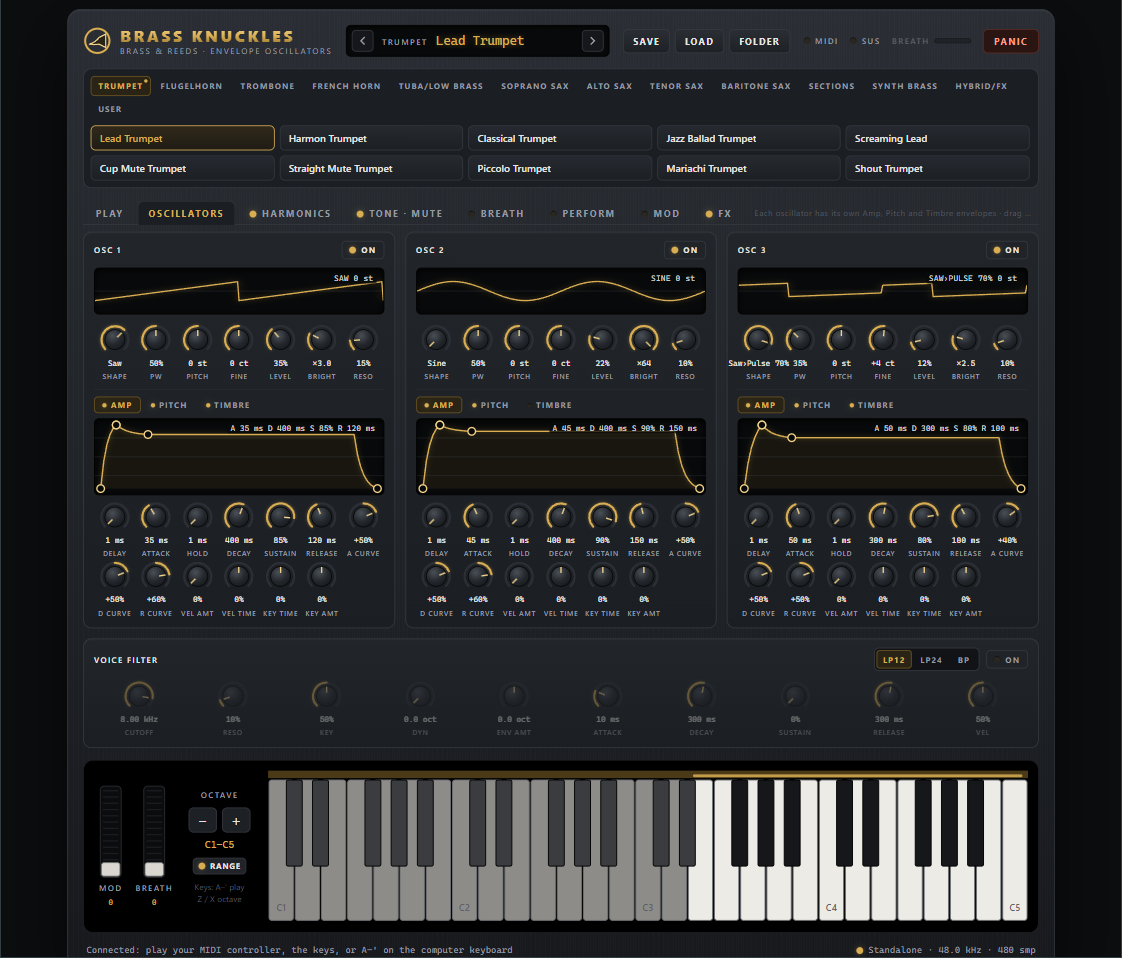 BRASS KNUCKLES
BRASS & REEDS · ENVELOPE OSCILLATORS
TRUMPET Lead Trumpet
SAVE LOAD FOLDER MIDI SUS BREATH PANIC
TRUMPET FLUGELHORN TROMBONE FRENCH HORN TUBA/LOW BRASS SOPRANO SAX ALTO SAX TENOR SAX BARITONE SAX SECTIONS SYNTH BRASS HYBRID/FX
USER
Lead Trumpet Harmon Trumpet Classical Trumpet Jazz Ballad Trumpet Screaming Lead
Cup Mute Trumpet Straight Mute Trumpet Piccolo Trumpet Mariachi Trumpet Shout Trumpet
PLAY OSCILLATORS HARMONICS TONE · MUTE BREATH PERFORM MOD FX Each oscillator has its own Amp, Pitch and Timbre envelopes · drag ...
OSC 1 ON
SAW 0 st
Saw 50% 0 st 0 ct 35% ×3.0 15%
SHAPE PW PITCH FINE LEVEL BRIGHT RESO
AMP PITCH TIMBRE
A 35 ms D 400 ms S 85% R 120 ms
1 ms 35 ms 1 ms 400 ms 85% 120 ms +50%
DELAY ATTACK HOLD DECAY SUSTAIN RELEASE A CURVE
+50% +60% 0% 0% 0% 0%
D CURVE R CURVE VEL AMT VEL TIME KEY TIME KEY AMT
OSC 2 ON
SINE 0 st
Sine 50% 0 st 0 ct 22% ×64 10%
SHAPE PW PITCH FINE LEVEL BRIGHT RESO
AMP PITCH TIMBRE
A 45 ms D 400 ms S 90% R 150 ms
1 ms 45 ms 1 ms 400 ms 90% 150 ms +50%
DELAY ATTACK HOLD DECAY SUSTAIN RELEASE A CURVE
+50% +60% 0% 0% 0% 0%
D CURVE R CURVE VEL AMT VEL TIME KEY TIME KEY AMT
OSC 3 ON
SAW›PULSE 70% 0 st
Saw›Pulse 70% 35% 0 st +4 ct 12% ×2.5 10%
SHAPE PW PITCH FINE LEVEL BRIGHT RESO
AMP PITCH TIMBRE
A 50 ms D 300 ms S 80% R 100 ms
1 ms 50 ms 1 ms 300 ms 80% 100 ms +40%
DELAY ATTACK HOLD DECAY SUSTAIN RELEASE A CURVE
+50% +50% 0% 0% 0% 0%
D CURVE R CURVE VEL AMT VEL TIME KEY TIME KEY AMT
VOICE FILTER LP12 LP24 BP ON
8.00 kHz 10% 50% 0.0 oct 0.0 oct 10 ms 300 ms 0% 300 ms 50%
CUTOFF RESO KEY DYN ENV AMT ATTACK DECAY SUSTAIN RELEASE VEL
OCTAVE
− +
C1–C5
RANGE
Keys: A–' play
Z / X octave
MOD BREATH
0 0
C1 C2 C3 C4 C5
Connected: play your MIDI controller, the keys, or A–' on the computer keyboard Standalone · 48.0 kHz · 480 smp